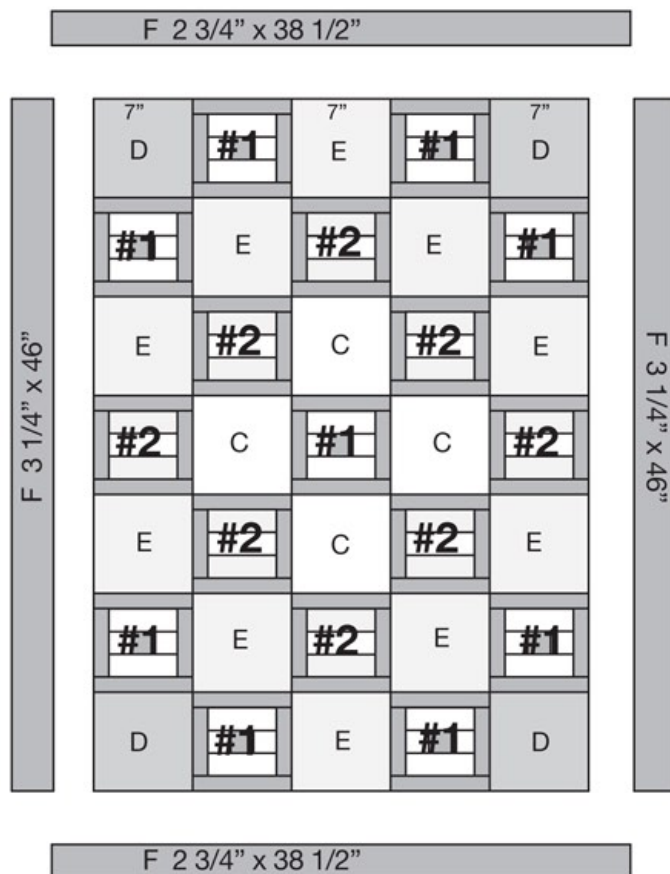 F 2 3/4” x 38 1/2”
7” 7” 7”
D #1 E #1 D
#1 E #2 E #1
E #2 C #2 E
F 3 1/4” x 46”
F 3 1/4” x 46”
#2 C #1 C #2
E #2 C #2 E
#1 E #2 E #1
D #1 E #1 D
F 2 3/4” x 38 1/2”